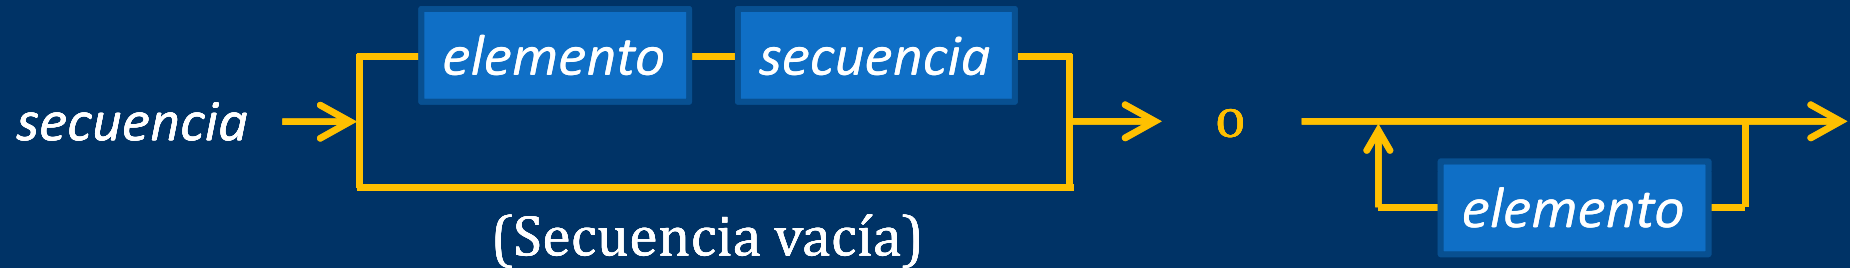 elemento secuencia
secuencia o
elemento
(Secuencia vacía)